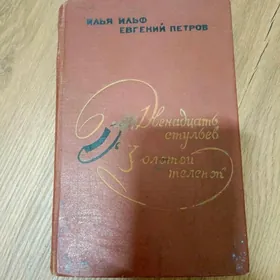 ИЛЬЯ ИЛЬФ
ЕВГЕНИЙ ПЕТРОВ
Двенадцать
стульев
Золотой
теленок